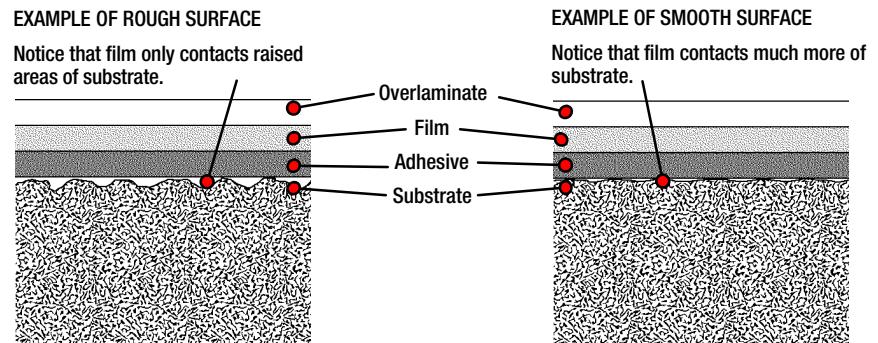 EXAMPLE OF ROUGH SURFACE
Notice that film only contacts raised
areas of substrate.
EXAMPLE OF SMOOTH SURFACE
Notice that film contacts much more of
substrate.
Overlaminate
Film
Adhesive
Substrate